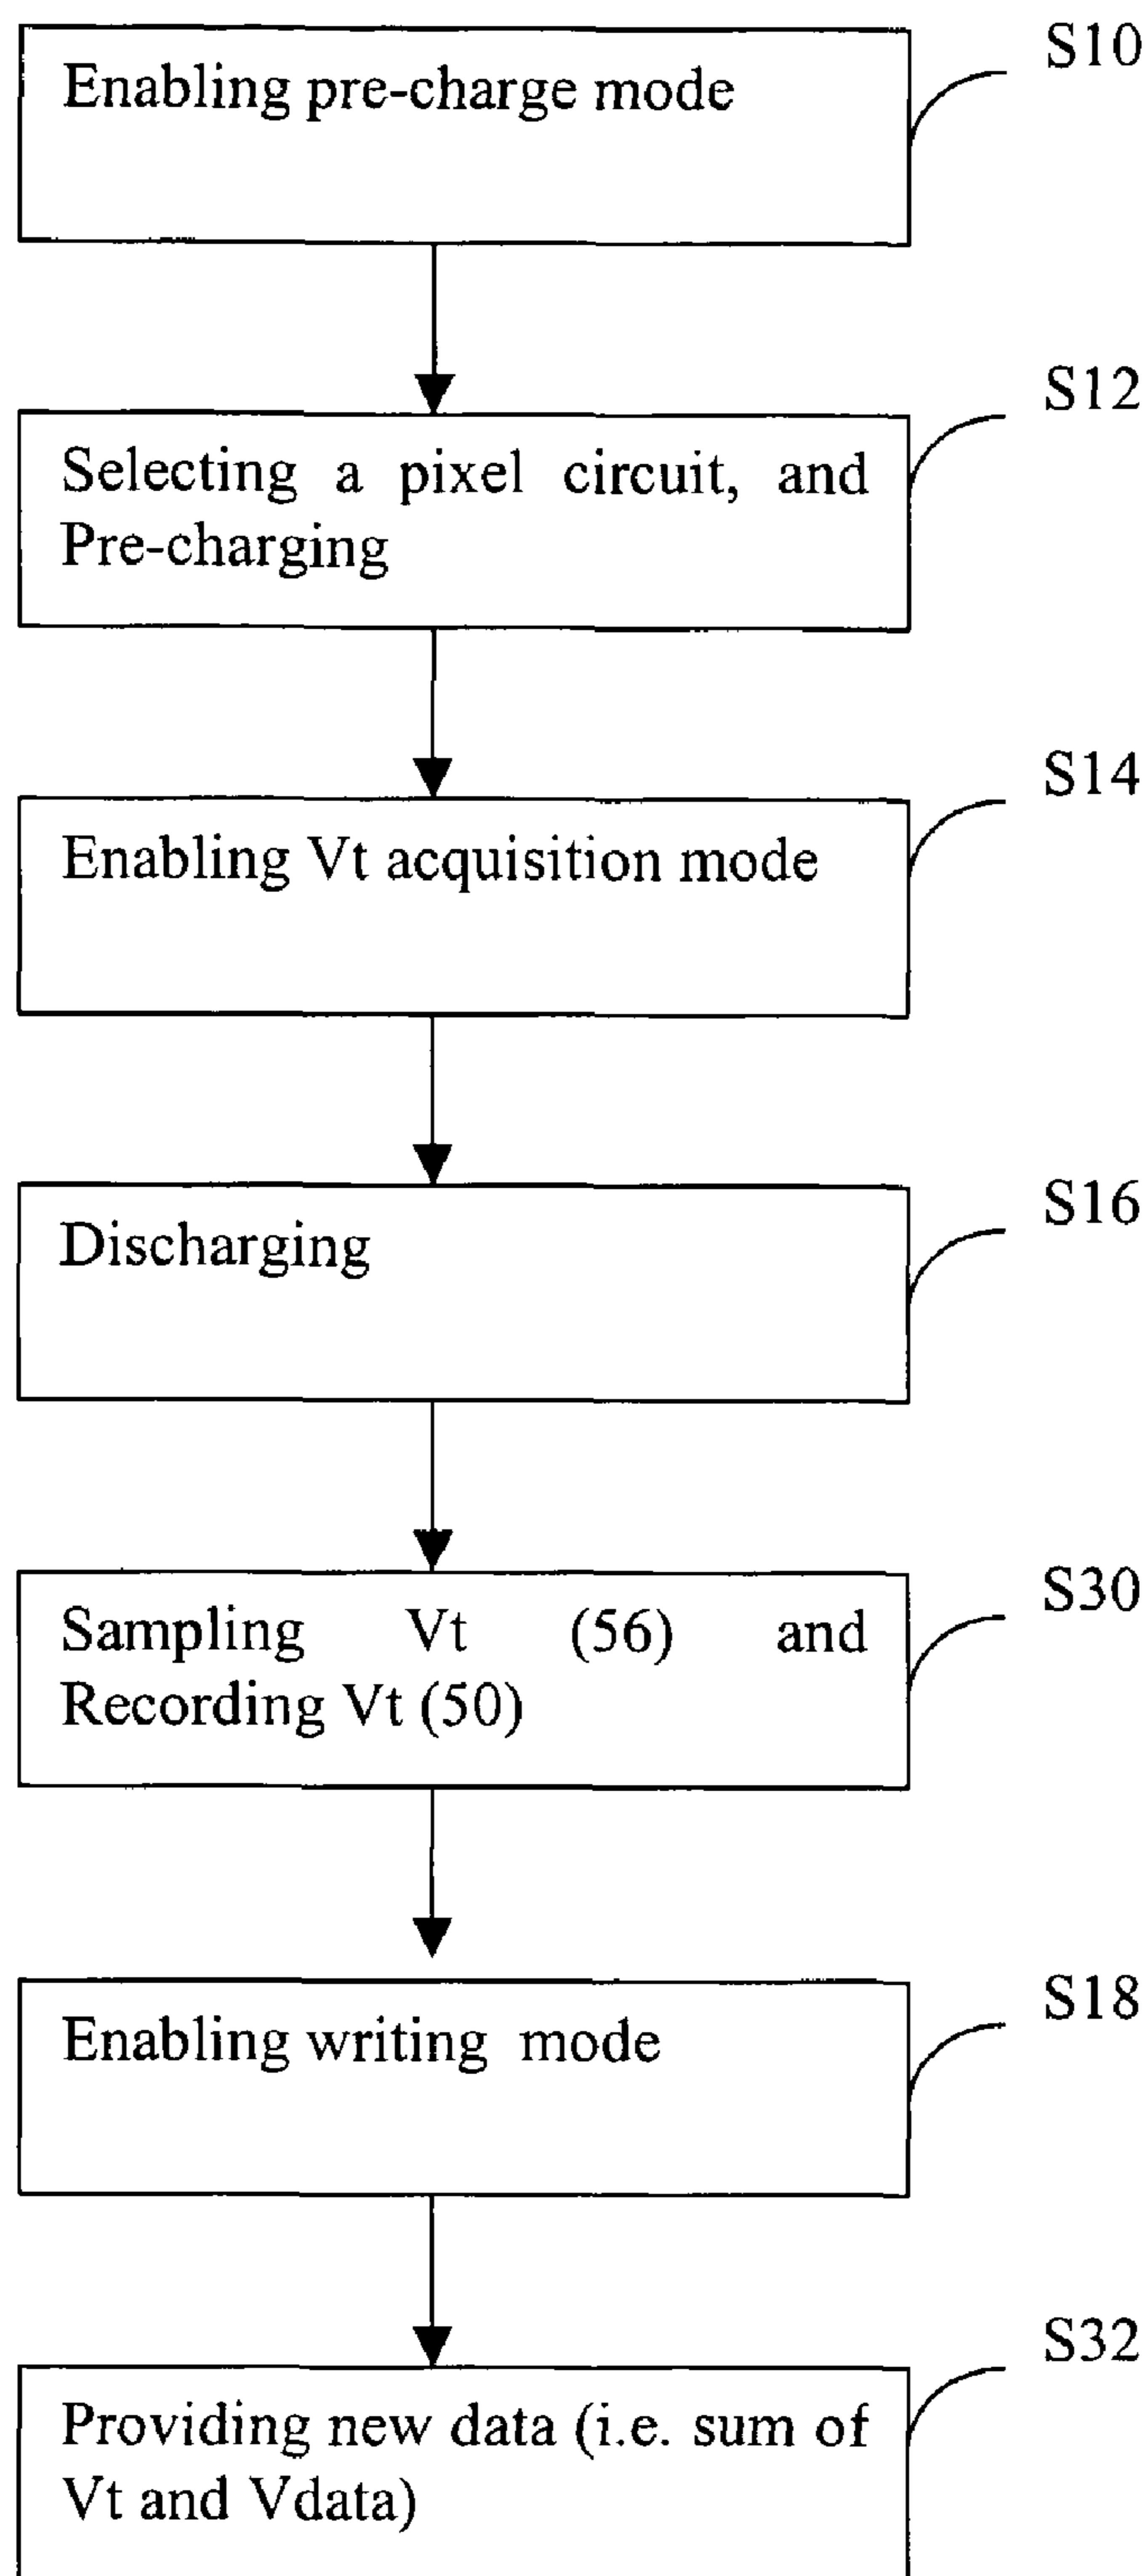 S10
Enabling pre-charge mode
S12
Selecting a pixel circuit, and
Pre-charging
S14
Enabling Vt acquisition mode
S16
Discharging
S30
Sampling Vt (56) and
Recording Vt (50)
S18
Enabling writing mode
S32
Providing new data (i.e. sum of
Vt and Vdata)